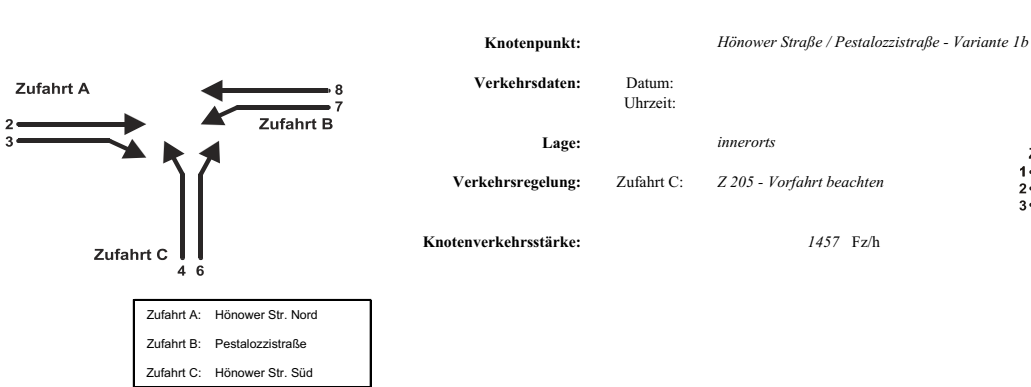 Knotenpunkt: Hönower Straße / Pestalozzistraße - Variante 1b
Verkehrsdaten: Datum:
Uhrzeit:
Lage: innerorts
Verkehrsregelung: Zufahrt C: Z 205 - Vorfahrt beachten
Knotenverkehrsstärke: 1457 Fz/h
Zufahrt A
8
7
Zufahrt B
2
3
Zufahrt C
4 6
Zufahrt A: Hönower Str. Nord
Zufahrt B: Pestalozzistraße
Zufahrt C: Hönower Str. Süd
1
2
3